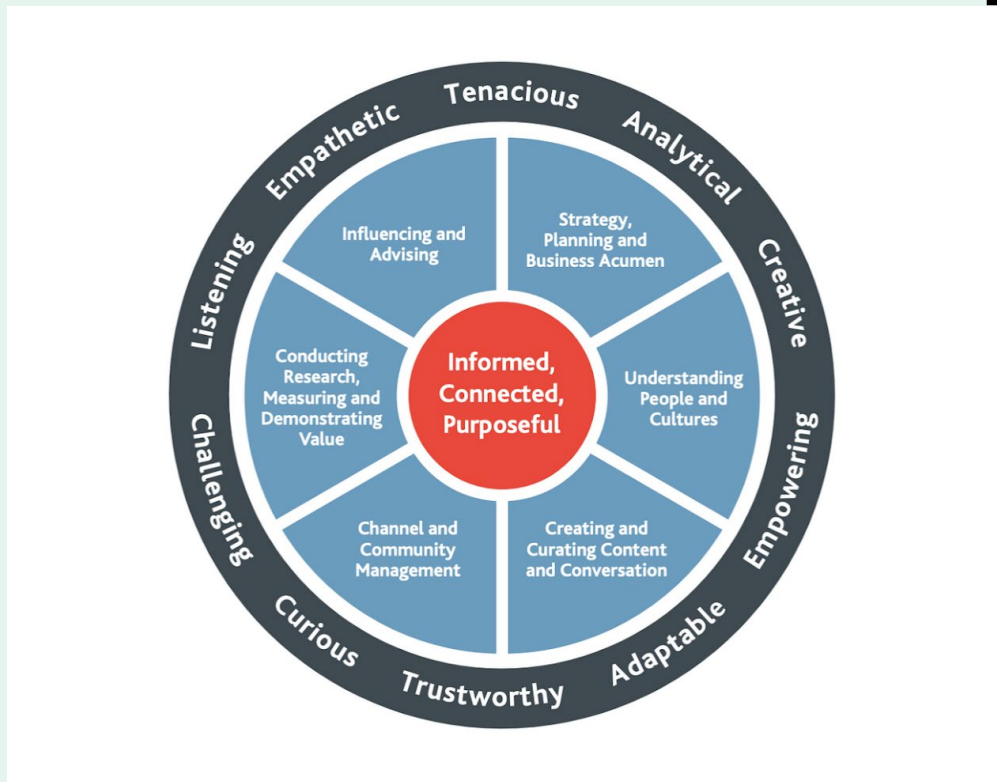 Tenacious
Analytical
Creative
Empowering
Adaptable
Trustworthy
Curious
Challenging
Listening
Empathetic
Strategy,
Planning and
Business Acumen
Understanding
People and
Cultures
Creating and
Curating Content
and Conversation
Channel and
Community
Management
Conducting
Research,
Measuring and
Demonstrating
Value
Influencing and
Advising
Informed,
Connected,
Purposeful